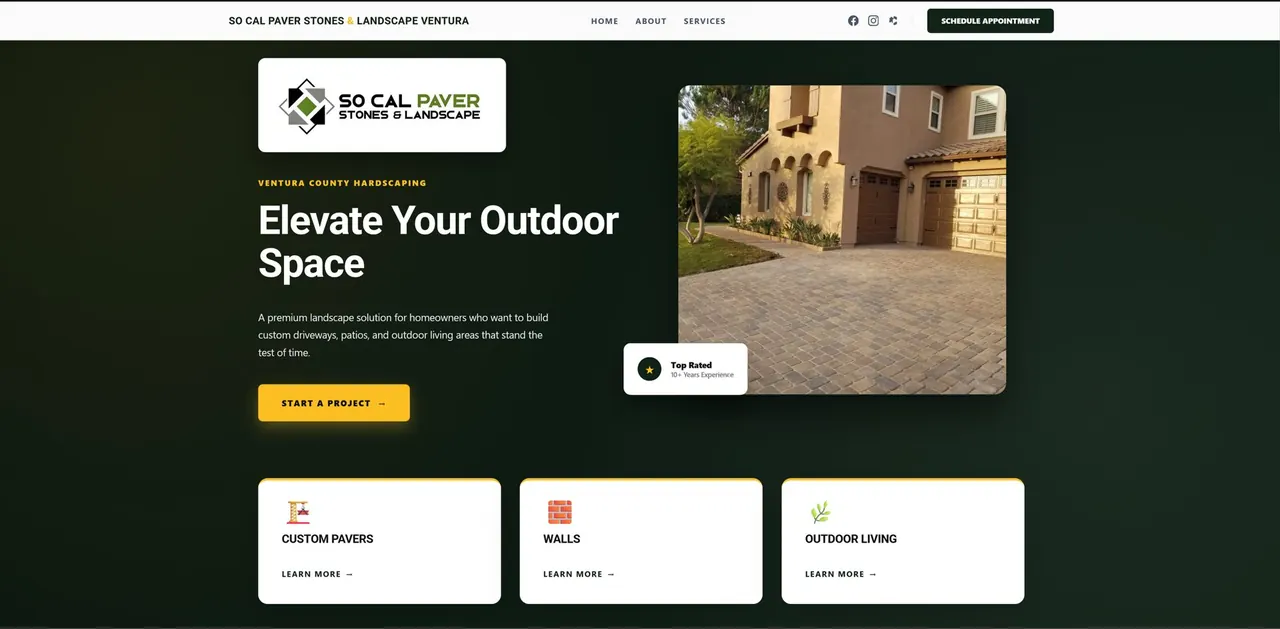 SO CAL PAVER STONES & LANDSCAPE VENTURA
HOME
ABOUT
SERVICES
SCHEDULE APPOINTMENT
SO CAL PAVER
STONES & LANDSCAPE
VENTURA COUNTY HARDSCAPING
Elevate Your Outdoor
Space
A premium landscape solution for homeowners who want to build
custom driveways, patios, and outdoor living areas that stand the
test of time.
START A PROJECT →
Top Rated
10+ Years Experience
CUSTOM PAVERS
LEARN MORE →
WALLS
LEARN MORE →
OUTDOOR LIVING
LEARN MORE →